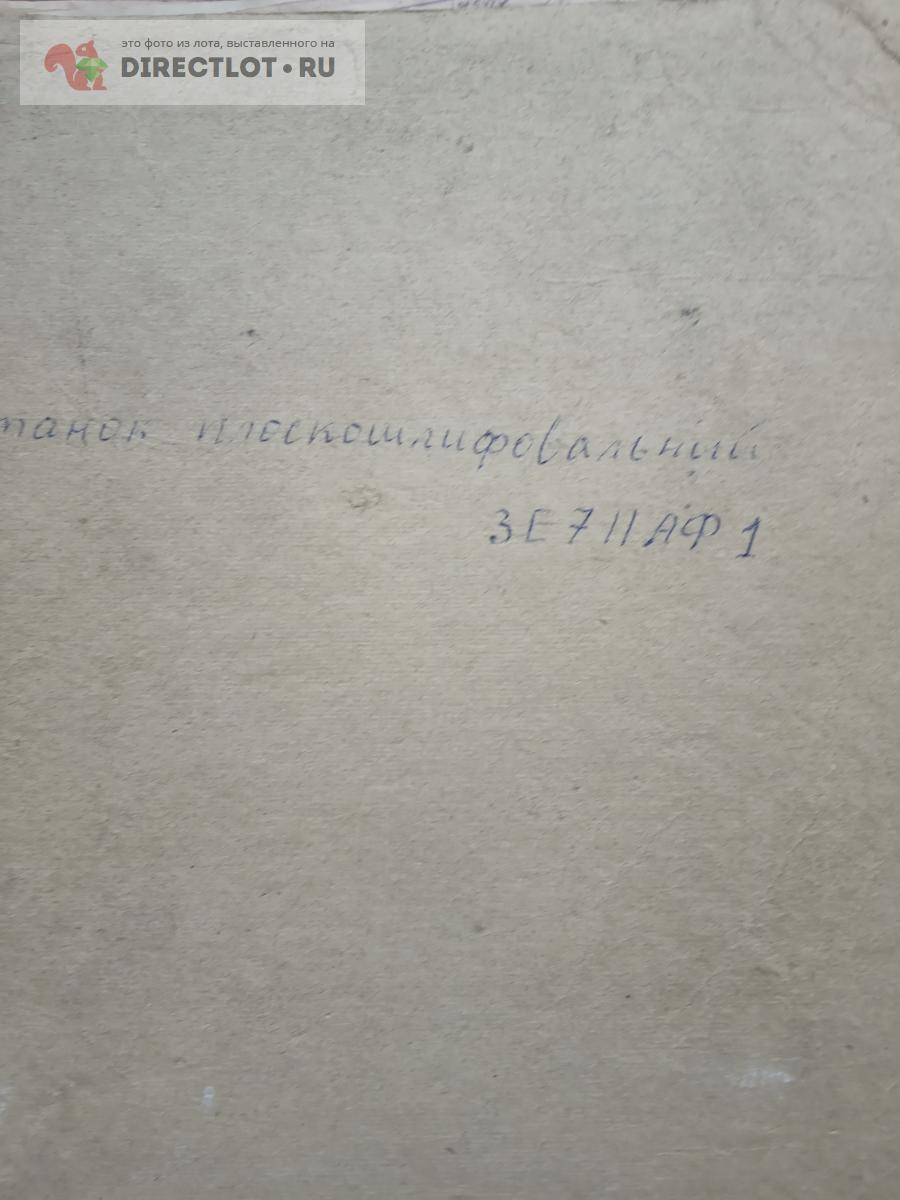 это фото из лота, выставленного на
DIRECTLOT.RU
танок плоскошлифовальный
3Е711АФ1